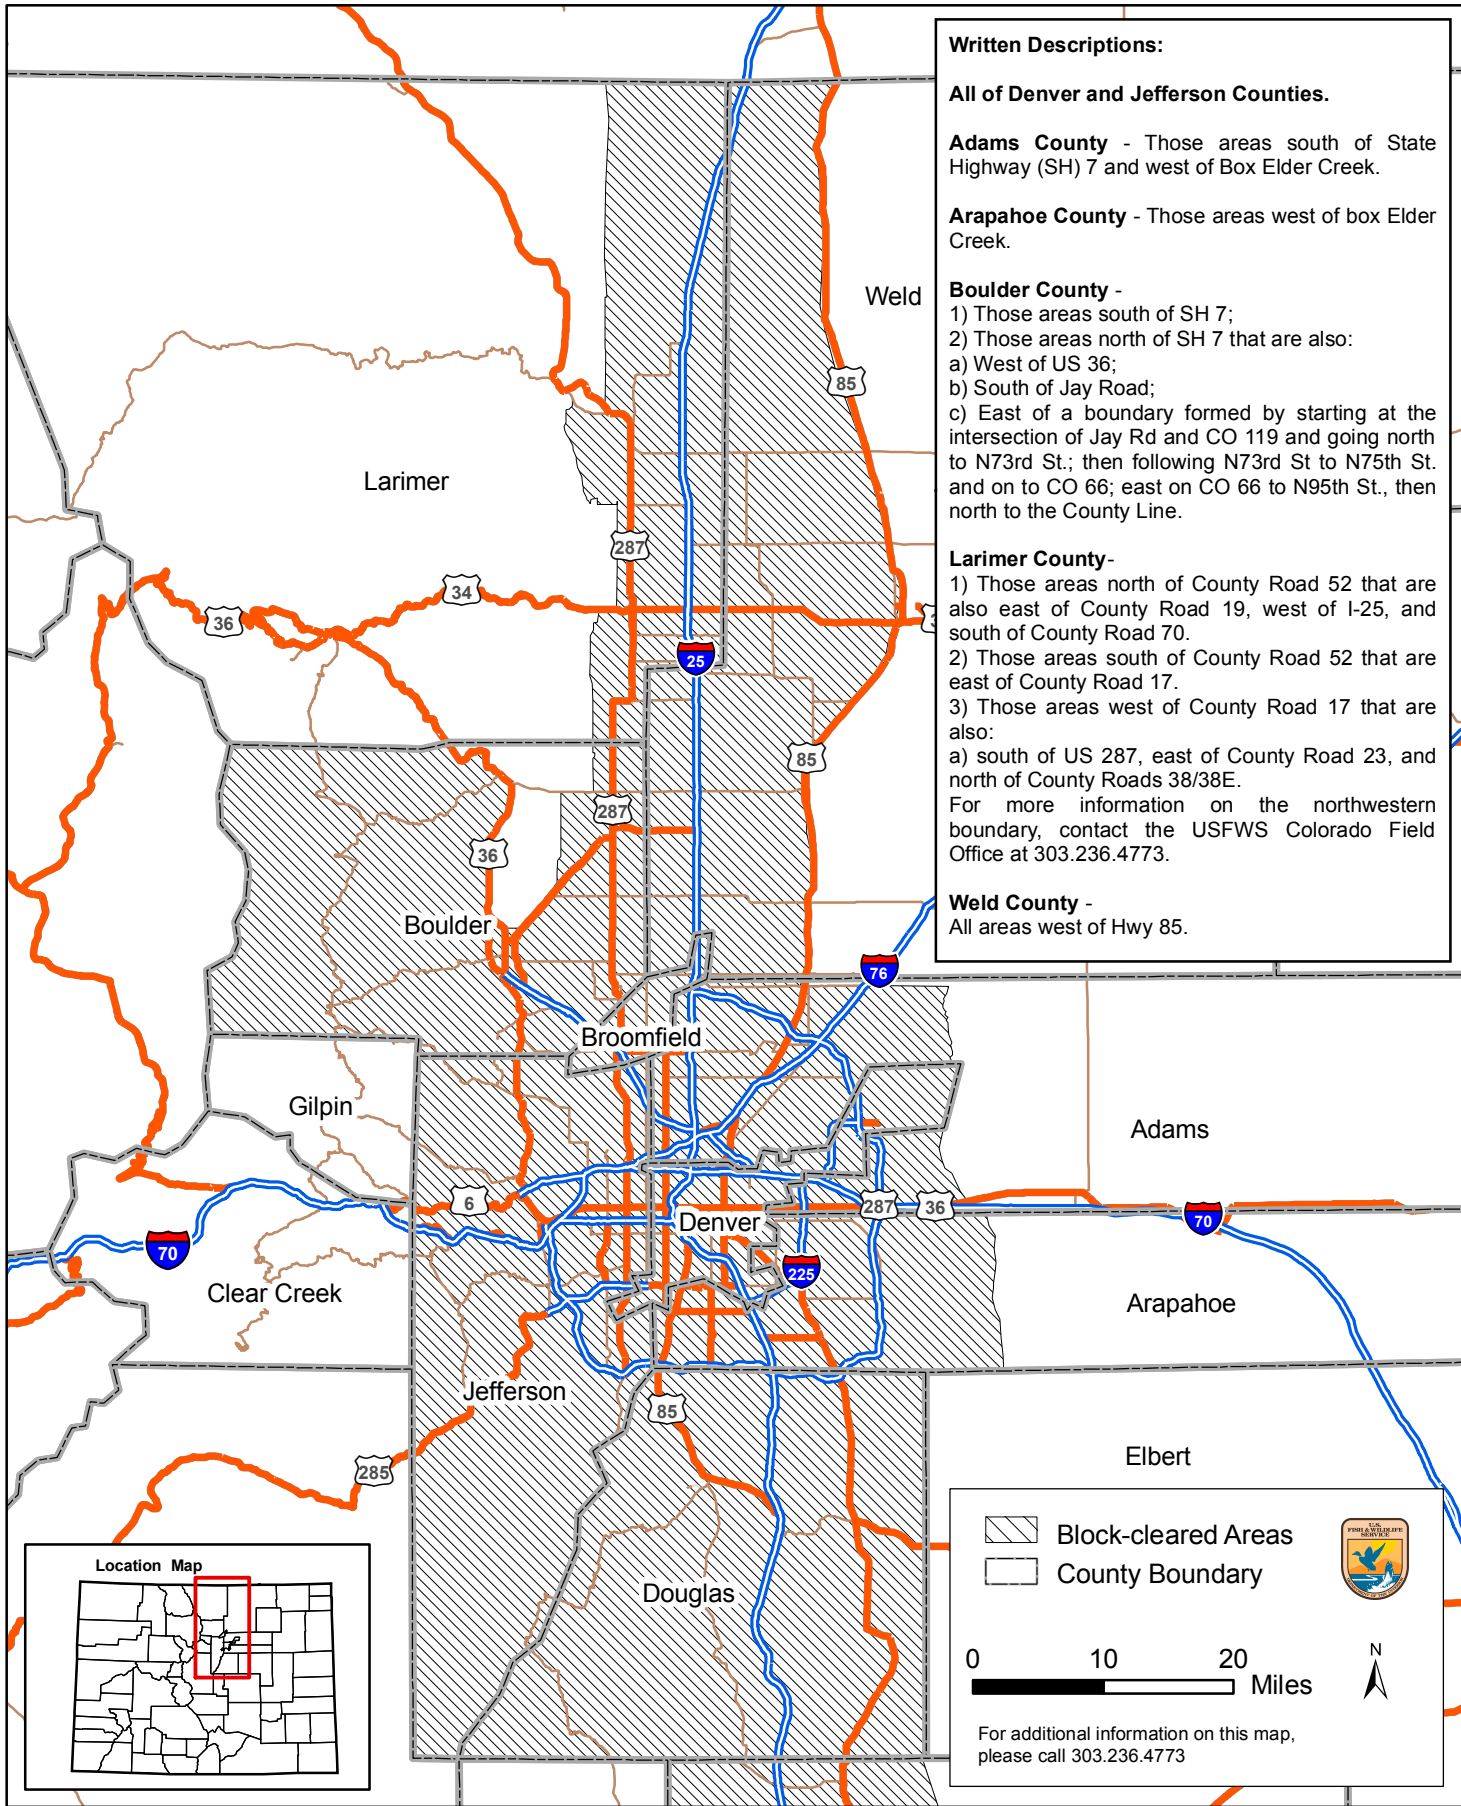 Written Descriptions:
All of Denver and Jefferson Counties.
Adams County - Those areas south of State
Highway (SH) 7 and west of Box Elder Creek.
Arapahoe County - Those areas west of box Elder
Creek.
Boulder County -
1) Those areas south of SH 7;
2) Those areas north of SH 7 that are also:
a) West of US 36;
b) South of Jay Road;
c) East of a boundary formed by starting at the
intersection of Jay Rd and CO 119 and going north
to N73rd St.; then following N73rd St to N75th St.
and on to CO 66; east on CO 66 to N95th St., then
north to the County Line.
Larimer County-
1) Those areas north of County Road 52 that are
also east of County Road 19, west of I-25, and
south of County Road 70.
2) Those areas south of County Road 52 that are
east of County Road 17.
3) Those areas west of County Road 17 that are
also:
a) south of US 287, east of County Road 23, and
north of County Roads 38/38E.
For more information on the northwestern
boundary, contact the USFWS Colorado Field
Office at 303.236.4773.
Weld County -
All areas west of Hwy 85.
Weld
85
Larimer
287
34
36
25
85
287
36
Boulder
76
Broomfield
Gilpin
Adams
6
287
36
70
Denver
70
225
Clear Creek
Arapahoe
Jefferson
85
Elbert
285
Douglas
Block-cleared Areas
County Boundary
U.S.
FISH & WILDLIFE
SERVICE
0 10 20
Miles
N
For additional information on this map,
please call 303.236.4773
Location Map